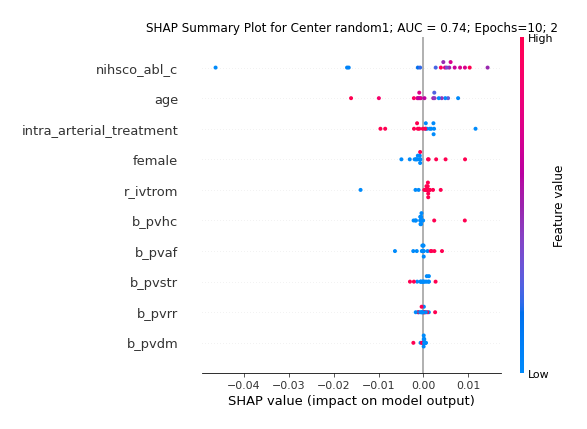 SHAP Summary Plot for Center random1; AUC = 0.74; Epochs=10; 2
High
nihsco_abl_c
age
intra_arterial_treatment
female
r_ivtrom
b_pvhc
b_pvaf
b_pvstr
b_pvrr
b_pvdm
Feature value
Low
−0.04 −0.03 −0.02 −0.01 0.00 0.01
SHAP value (impact on model output)